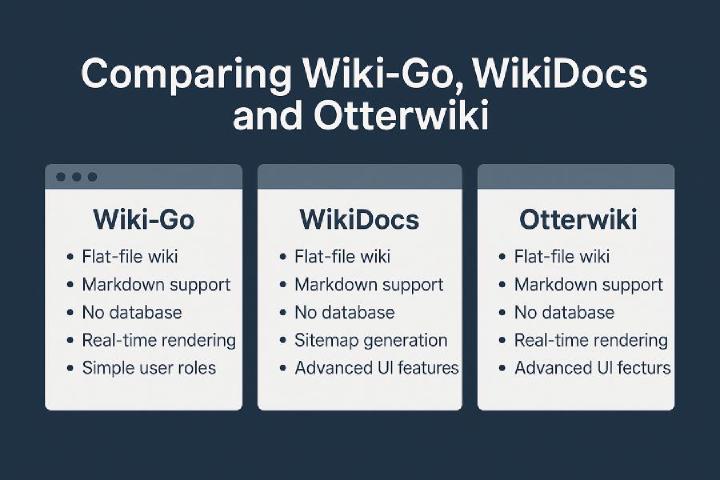 Comparing Wiki-Go, WikiDocs
and Otterwiki
Wiki-Go
• Flat-file wiki
• Markdown support
• No database
• Real-time rendering
• Simple user roles
WikiDocs
• Flat-file wiki
• Markdown support
• No database
• Sitemap generation
• Advanced UI features
Otterwiki
• Flat-file wiki
• Markdown support
• No database
• Real-time rendering
• Advanced UI fecturs